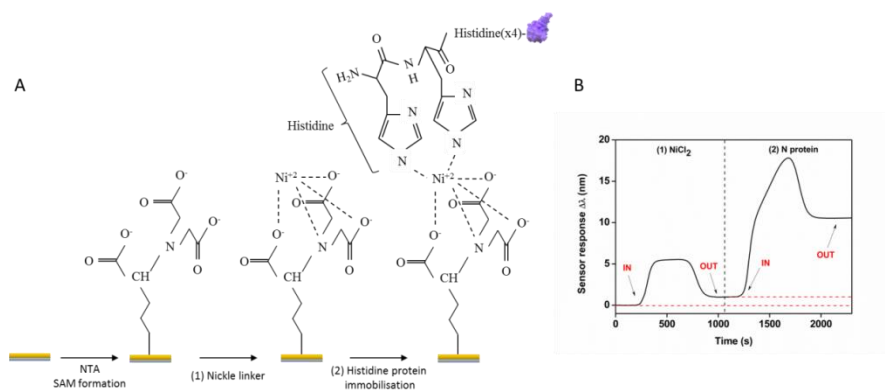 A
NTA
SAM formation
(1) Nickle linker
(2) Histidine protein
immobilisation
O
O⁻
O⁻
O
CH
N
O⁻
O
Ni⁺²
O⁻
O
O⁻
O
O⁻
CH
N
O
Histidine(x4)-
O
H₂N
N
H
O
Histidine
N
N
N
N
Ni⁺²
O⁻
O
O⁻
O
O⁻
CH
N
O
B
(1) NiCl₂
(2) N protein
IN
OUT
IN
OUT
Sensor response Δλ (nm)
20
15
10
5
0
0
500
1000
1500
2000
Time (s)